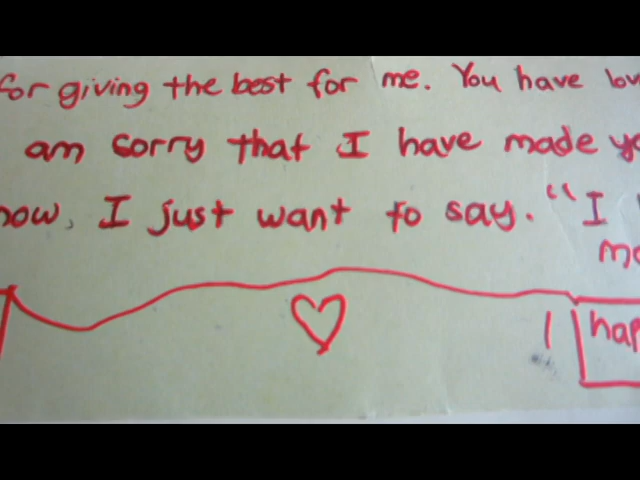 for giving the best for me. You have
am sorry that I have made
now, I just want to say. "I